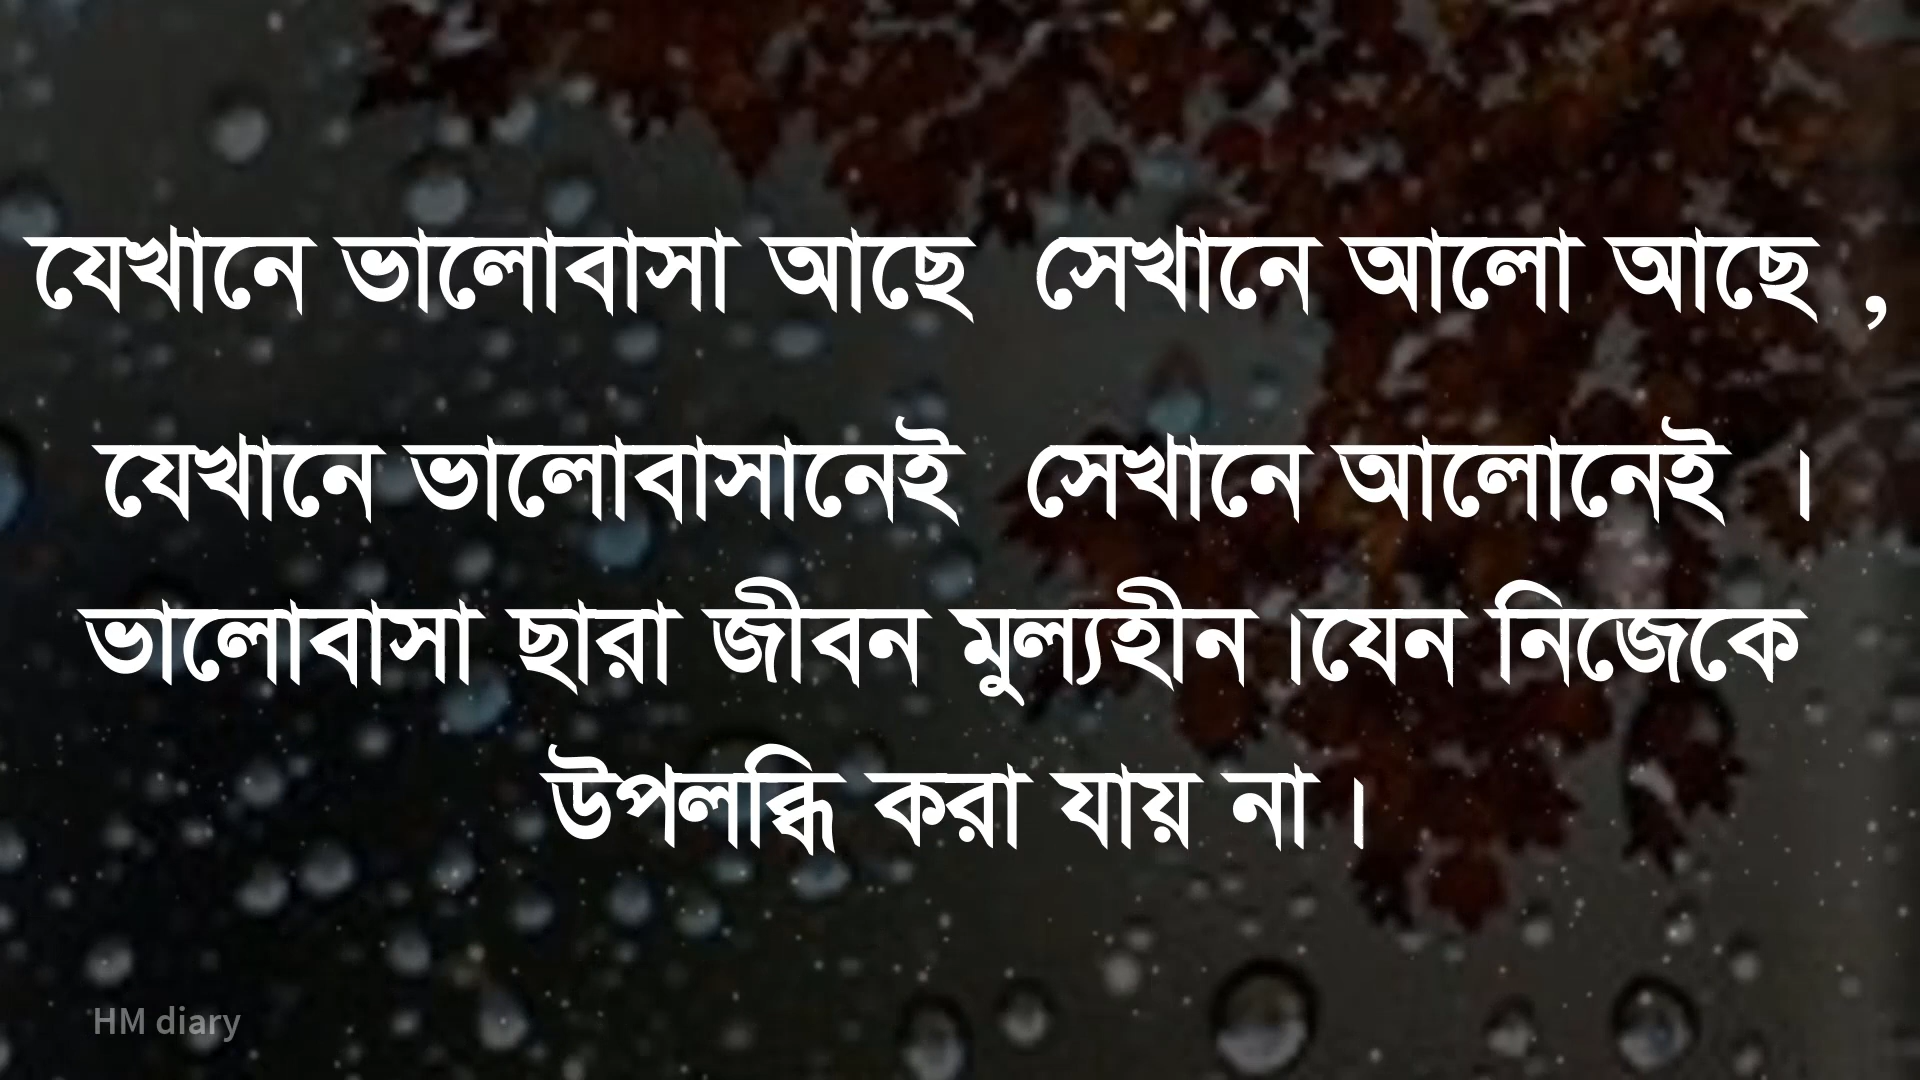 যেখানে ভালোবাসা আছে সেখানে আলো আছে ,
যেখানে ভালোবাসানেই সেখানে আলোনেই ।
ভালোবাসা ছারা জীবন মুল্যহীন ।যেন নিজেকে
উপলব্ধি করা যায় না ।
HM diary